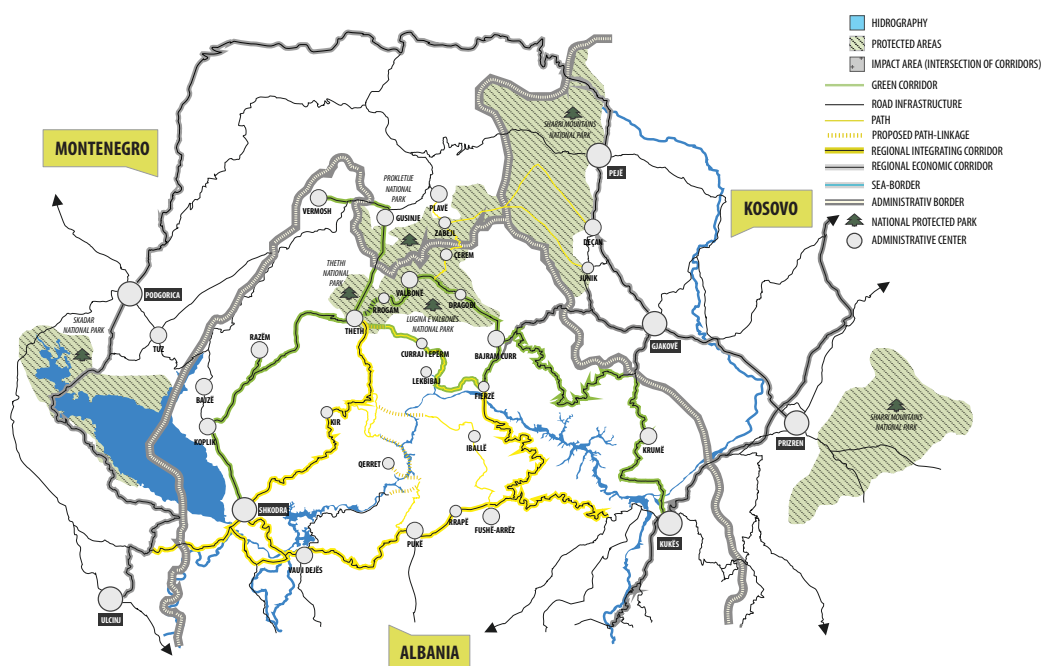 HIDROGRAPHY
PROTECTED AREAS
IMPACT AREA (INTERSECTION OF CORRIDORS)
GREEN CORRIDOR
ROAD INFRASTRUCTURE
PATH
PROPOSED PATH-LINKAGE
REGIONAL INTEGRATING CORRIDOR
REGIONAL ECONOMIC CORRIDOR
SEA-BORDER
ADMINISTRATIV BORDER
NATIONAL PROTECTED PARK
ADMINISTRATIVE CENTER
MONTENEGRO
KOSOVO
ALBANIA
SHARRI MOUNTAINS
NATIONAL PARK
PEJË
PROKLETUE
NATIONAL
PARK
PLAVË
VERMOSH
GUSINJE
ZABEJL
DEÇAN
ÇEREM
THETHI
NATIONAL
PARK
JUNIK
VALBONË
PODGORICA
RROGAM
DRAGOBI
SKADAR
NATIONAL PARK
LUGINA E VALBONËS
NATIONAL PARK
THETH
TUZ
RAZËM
CURRAJ I EPERM
BAJRAM CURR
GJAKOVË
LEKBIBAJ
BAJZË
FIERZË
KIR
SHARRI MOUNTAINS
NATIONAL PARK
KOPLIK
IBALLË
KRUMË
PRIZREN
QERRET
SHKODRA
RRAPË
FUSHË-ARRËZ
PUKË
KUKËS
VAU I DEJËS
ULCINJ